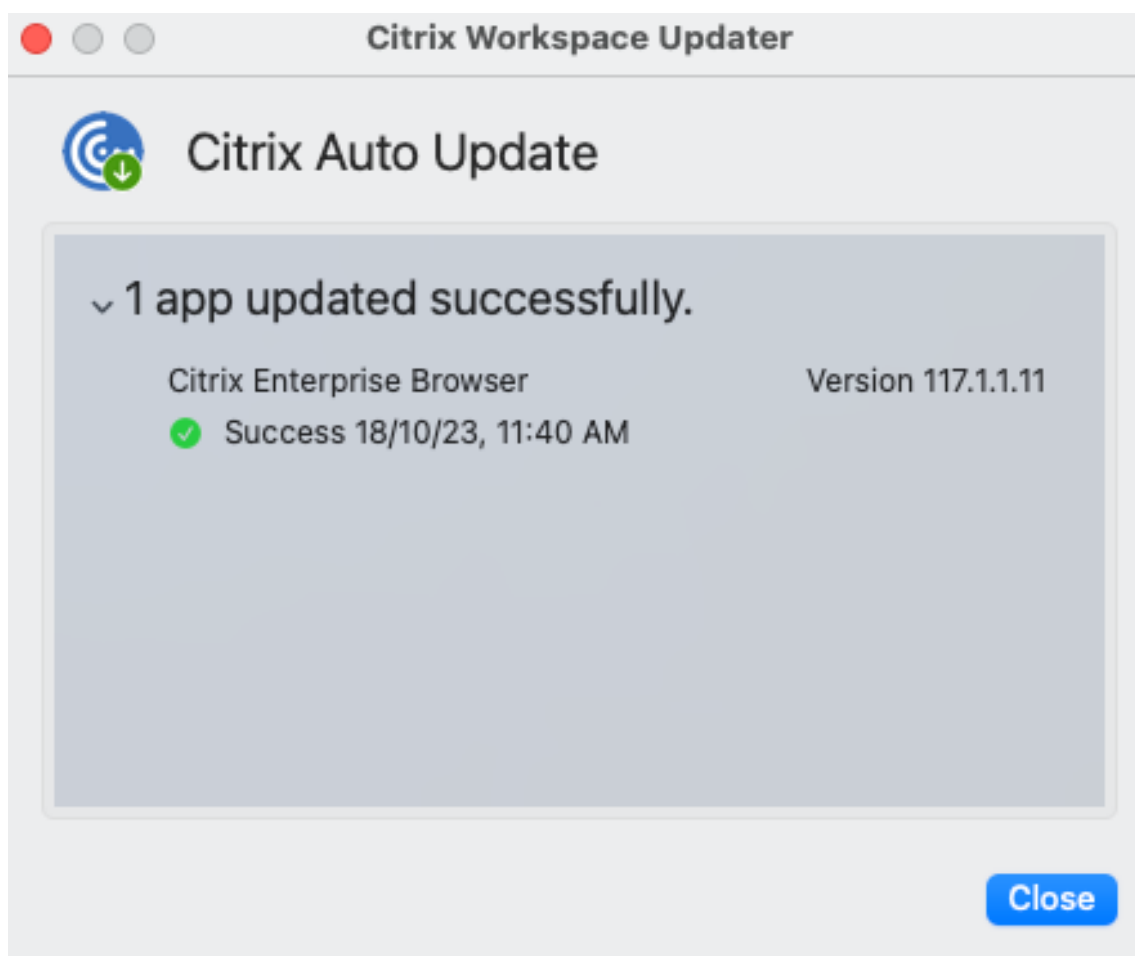 Citrix Workspace Updater
Citrix Auto Update
1 app updated successfully.
Citrix Enterprise Browser Version 117.1.1.11
Success 18/10/23, 11:40 AM
Close